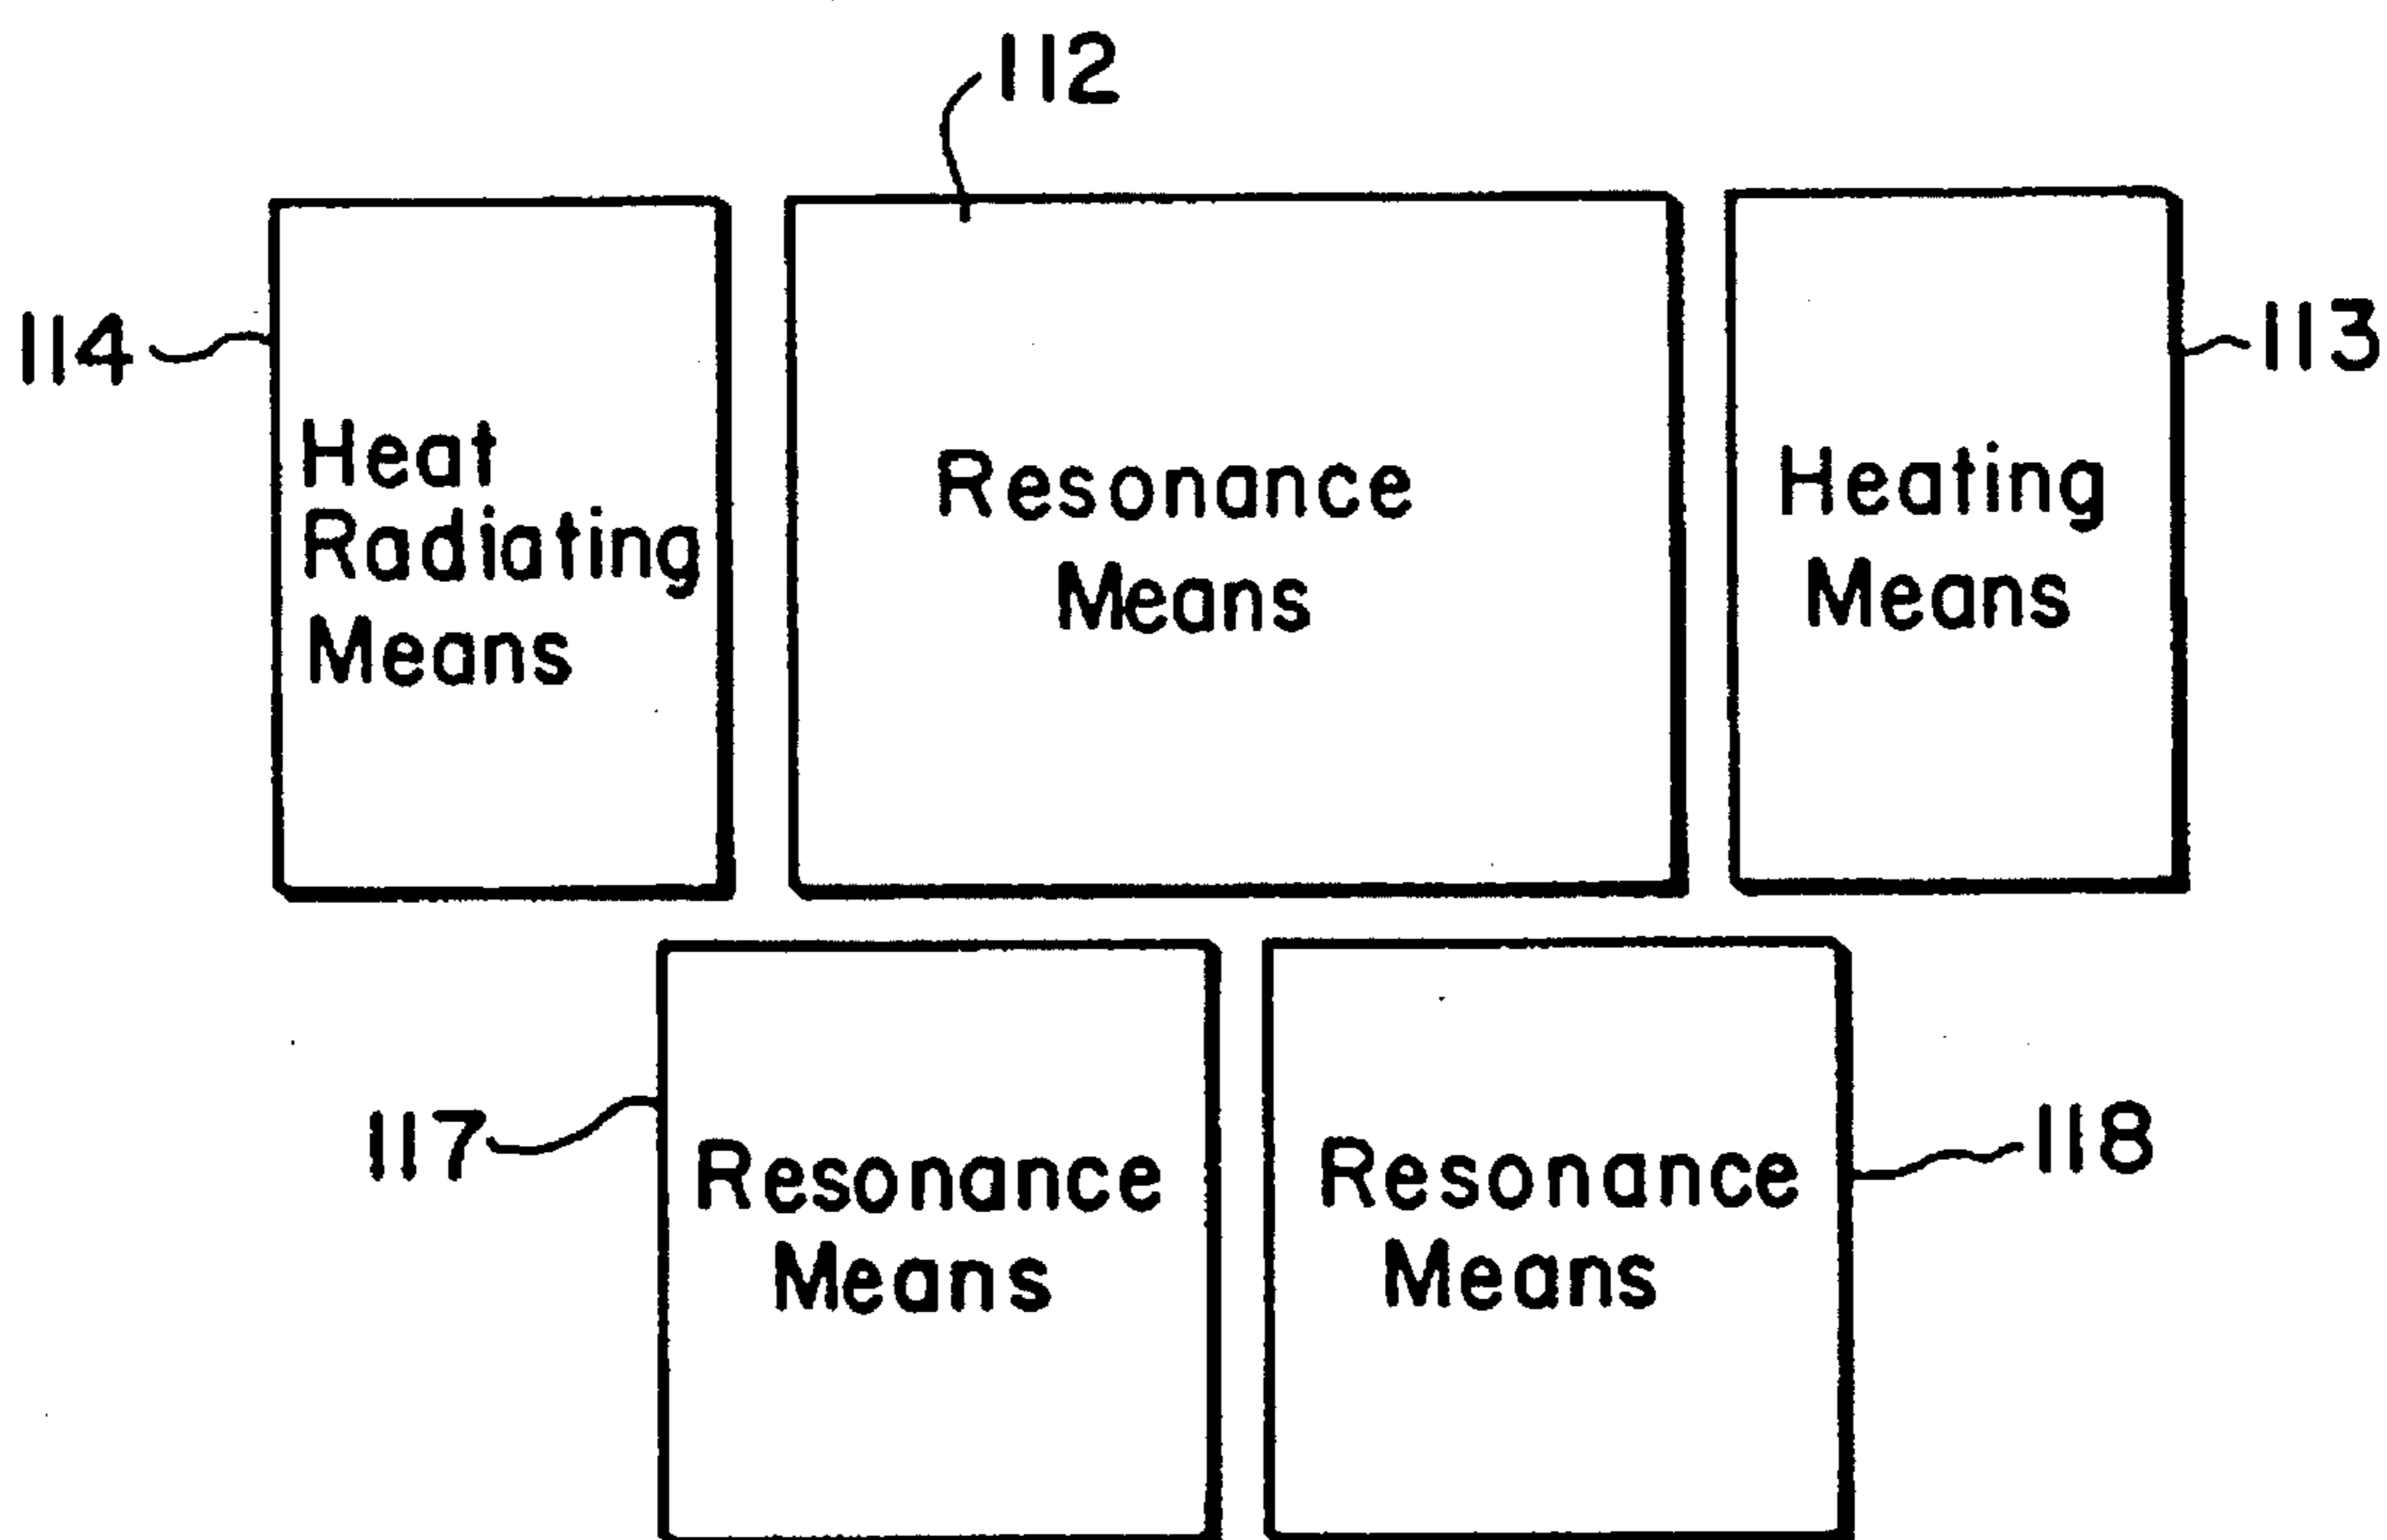 112
114
Heat
Radiating
Means
Resonance
Means
Heating
Means
113
117
Resonance
Means
Resonance
Means
118